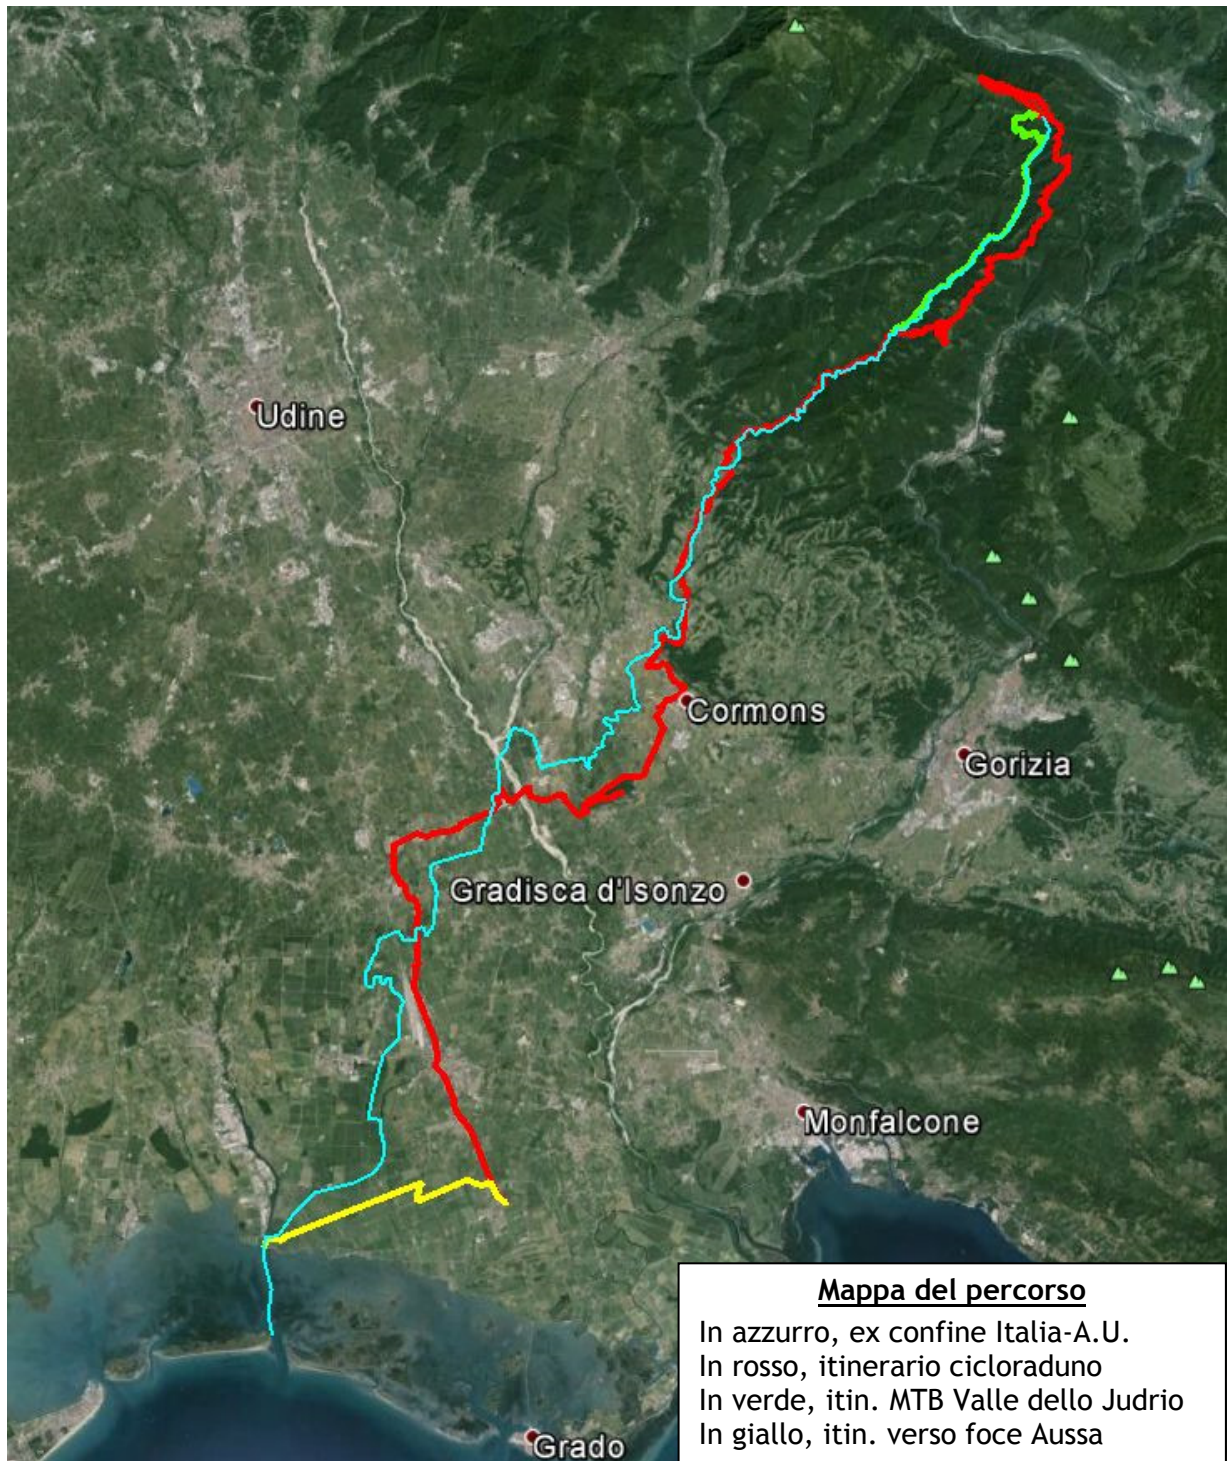 Udine
Cormons
Gorizia
Gradisca d'Isonzo
Monfalcone
Grado
Mappa del percorso
In azzurro, ex confine Italia-A.U.
In rosso, itinerario cicloraduno
In verde, itin. MTB Valle dello Judrio
In giallo, itin. verso foce Aussa